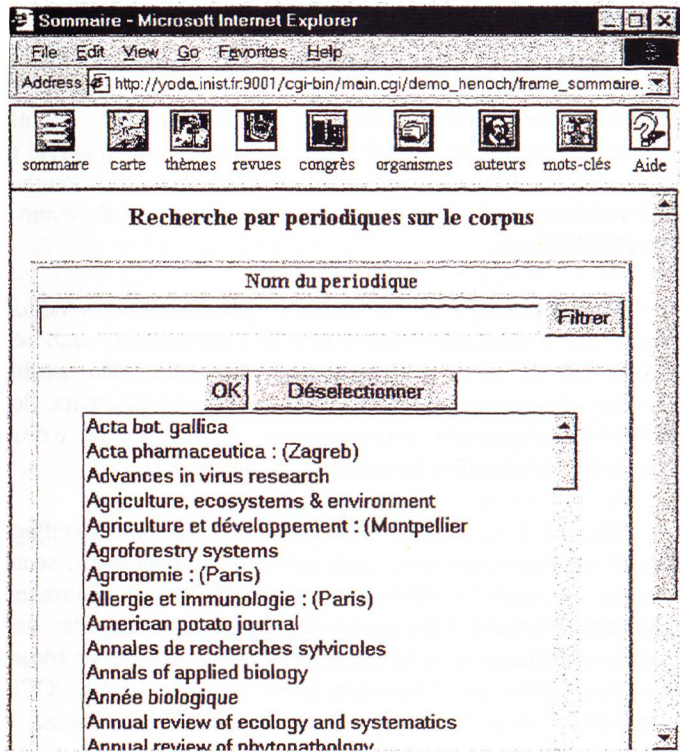 Sommaire - Microsoft Internet Explorer
File Edit View Go Favorites Help
Address http://yoda.inist.fr:9001/cgi-bin/main.cgi/demo_henoch/frame_sommaire.
sommaire carte thèmes revues congrès organismes auteurs mots-clés Aide
Recherche par periodiques sur le corpus
Nom du periodique
Filtrer
OK Déselectionner
Acta bot. gallica
Acta pharmaceutica : (Zagreb)
Advances in virus research
Agriculture, ecosystems & environment
Agriculture et développement : (Montpellier
Agroforestry systems
Agronomie : (Paris)
Allergie et immunologie : (Paris)
American potato journal
Annales de recherches sylvicoles
Annals of applied biology
Année biologique
Annual review of ecology and systematics
Annual review of phytopathology